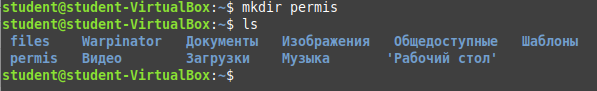 student@student-VirtualBox:~$ mkdir permis
student@student-VirtualBox:~$ ls
files Warpinator Документы Изображения Общедоступные Шаблоны
permis Видео Загрузки Музыка 'Рабочий стол'
student@student-VirtualBox:~$